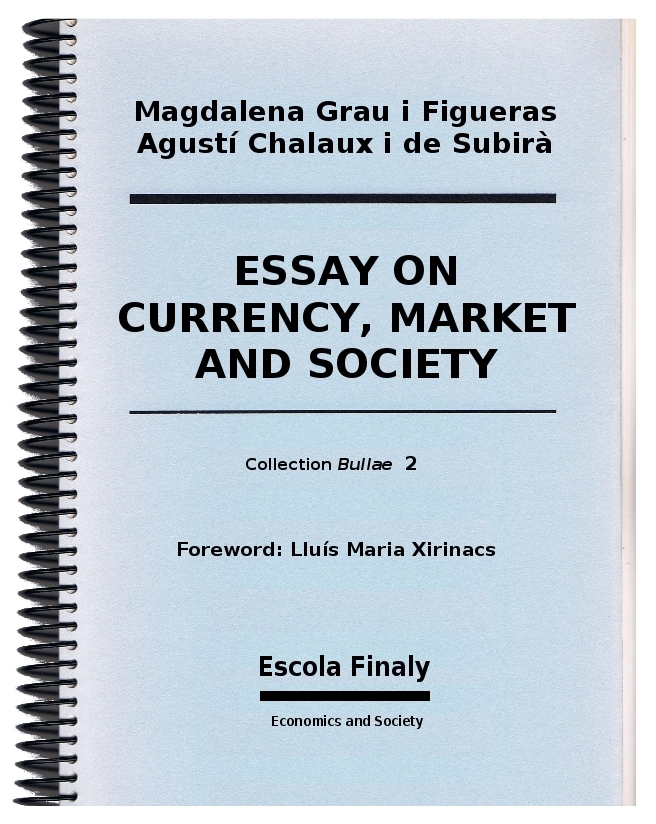 Magdalena Grau i Figueras
Agustí Chalaux i de Subirà
ESSAY ON
CURRENCY, MARKET
AND SOCIETY
Collection Bullae 2
Foreword: Lluís Maria Xirinacs
Escola Finaly
Economics and Society